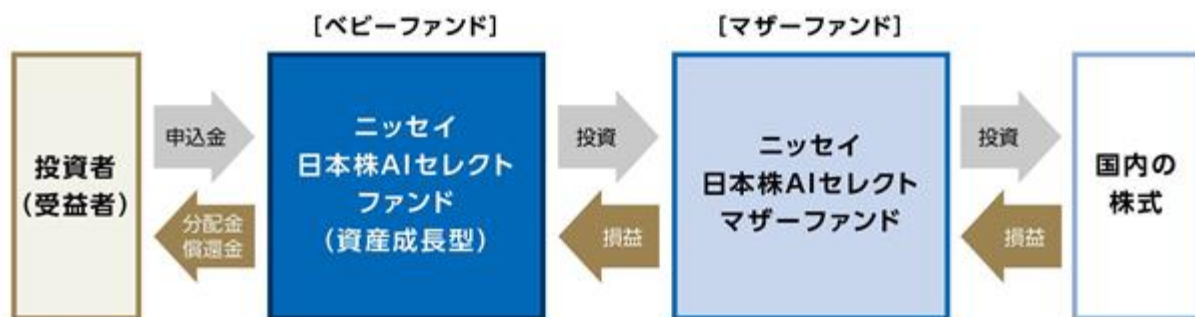 [ベビーファンド]
[マザーファンド]
投資者
(受益者)
申込金
分配金
償還金
ニッセイ
日本株AIセレクト
ファンド
(資産成長型)
投資
損益
ニッセイ
日本株AIセレクト
マザーファンド
投資
損益
国内の
株式